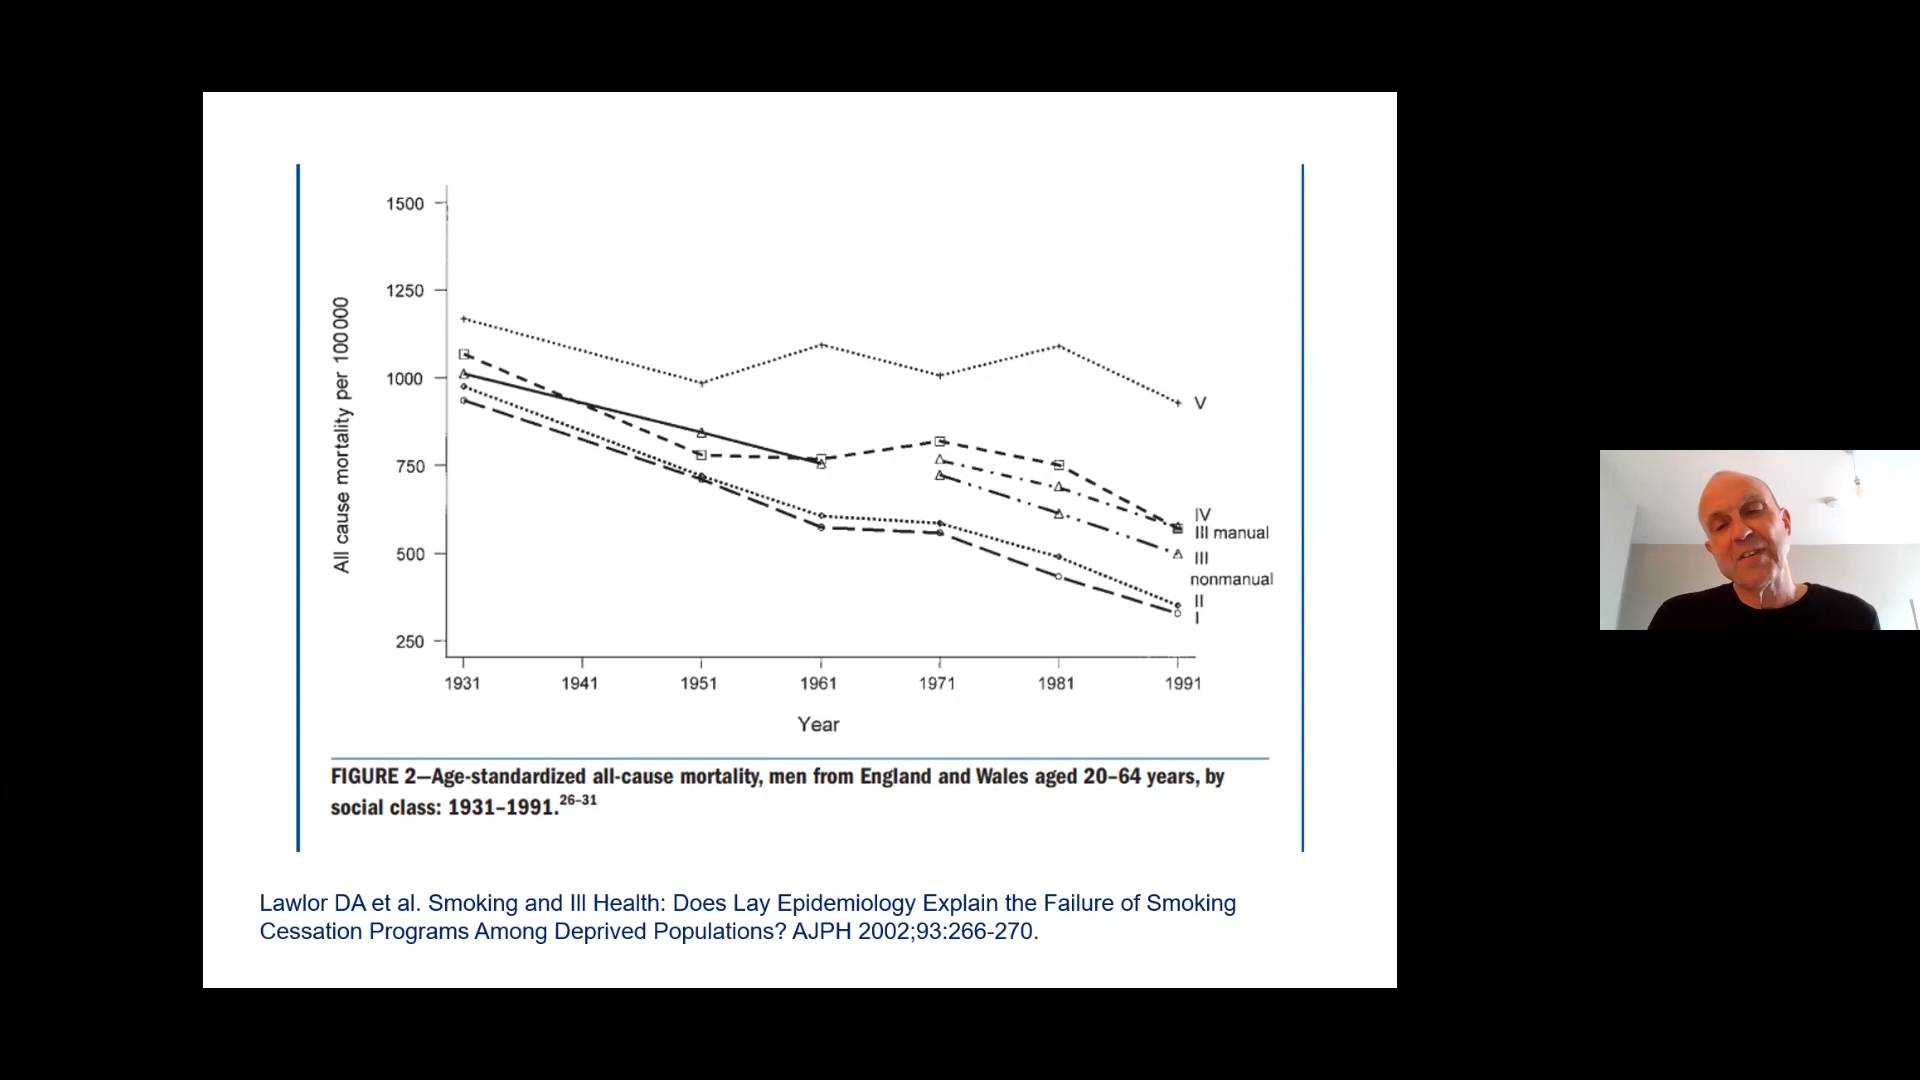 1500
1250
1000
750
500
250
All cause mortality per 100 000
V
IV
III manual
III
nonmanual
II
I
1931 1941 1951 1961 1971 1981 1991
Year
FIGURE 2—Age-standardized all-cause mortality, men from England and Wales aged 20–64 years, by
social class: 1931–1991.26–31
Lawlor DA et al. Smoking and Ill Health: Does Lay Epidemiology Explain the Failure of Smoking
Cessation Programs Among Deprived Populations? AJPH 2002;93:266-270.